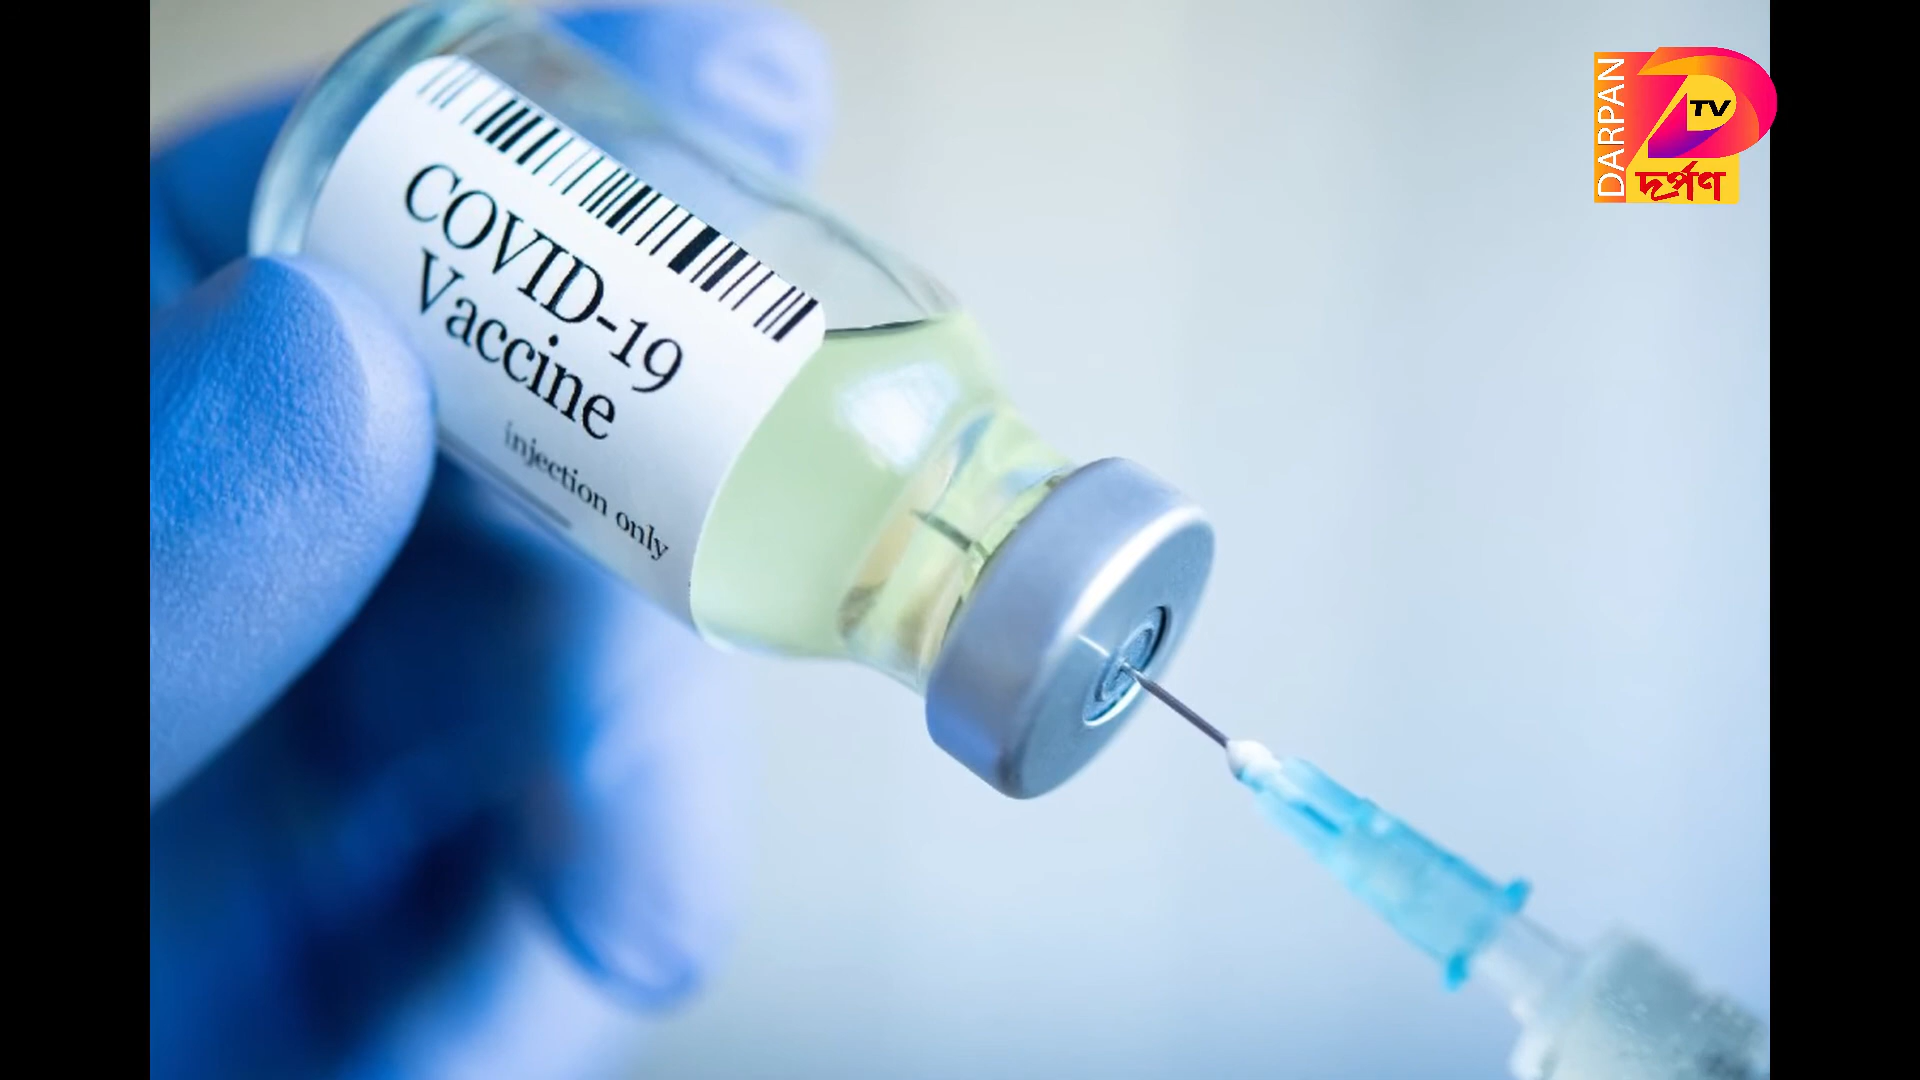 COVID-19
Vaccine
injection only
DARPAN
TV
দর্পণ